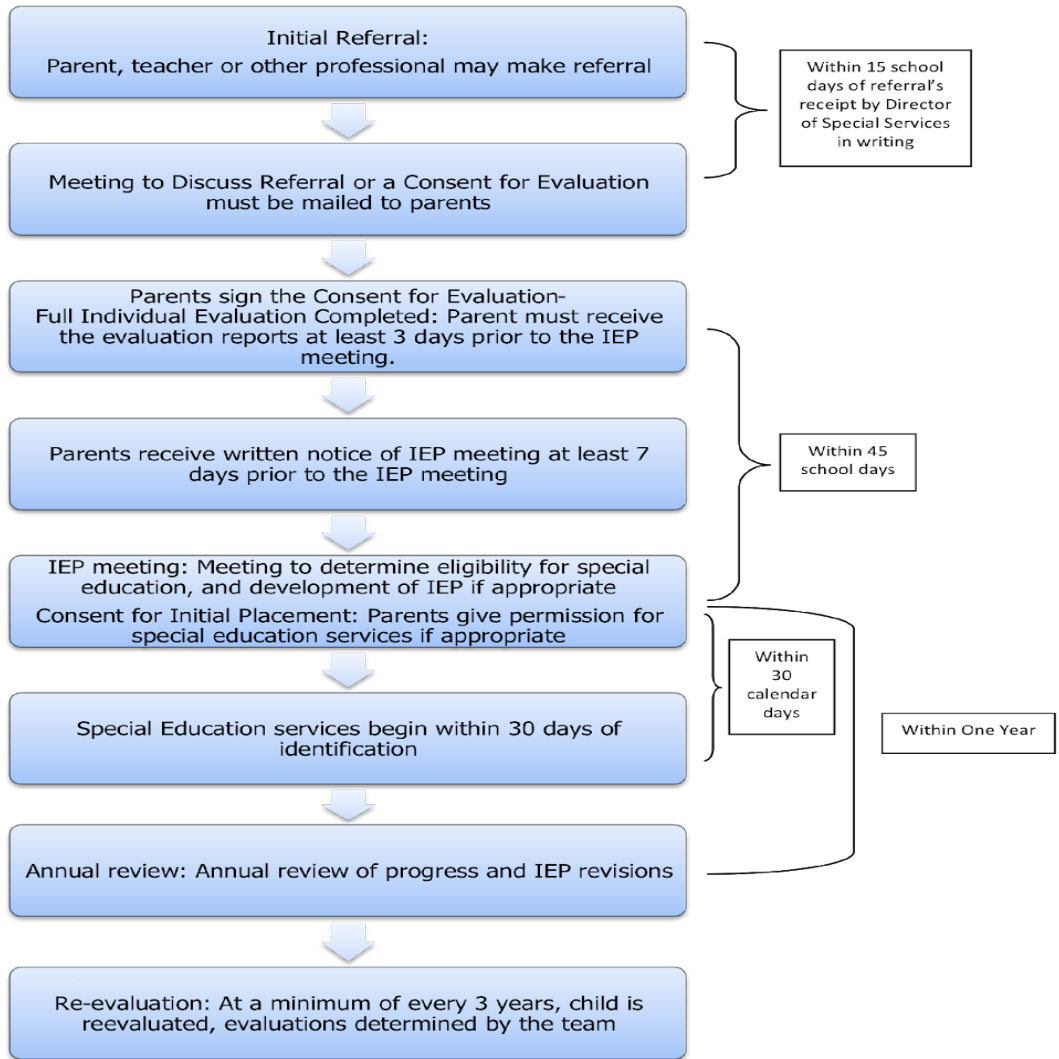 Initial Referral:
Parent, teacher or other professional may make referral
Within 15 school
days of referral's
receipt by Director
of Special Services
in writing
Meeting to Discuss Referral or a Consent for Evaluation
must be mailed to parents
Parents sign the Consent for Evaluation-
Full Individual Evaluation Completed: Parent must receive
the evaluation reports at least 3 days prior to the IEP
meeting.
Parents receive written notice of IEP meeting at least 7
days prior to the IEP meeting
Within 45
school days
IEP meeting: Meeting to determine eligibility for special
education, and development of IEP if appropriate
Consent for Initial Placement: Parents give permission for
special education services if appropriate
Within
30
calendar
days
Within One Year
Special Education services begin within 30 days of
identification
Annual review: Annual review of progress and IEP revisions
Re-evaluation: At a minimum of every 3 years, child is
reevaluated, evaluations determined by the team